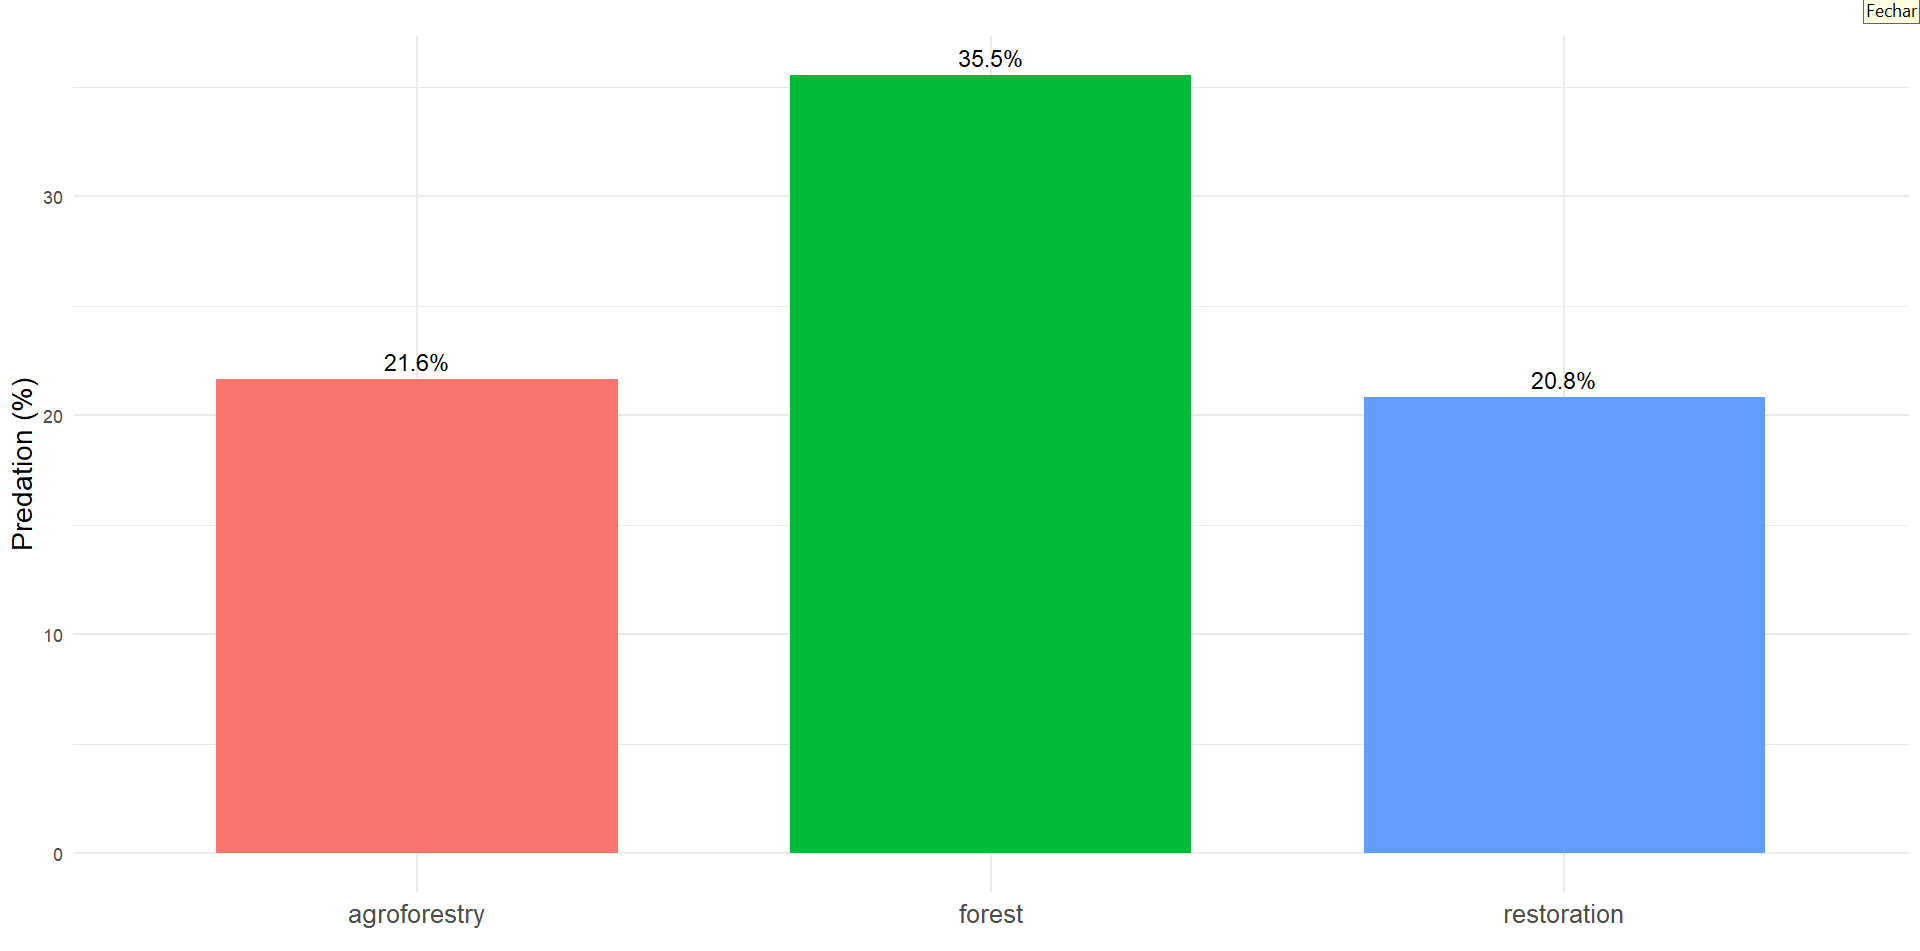 Fechar
35.5%
21.6%
20.8%
Predation (%)
30
20
10
0
agroforestry
forest
restoration